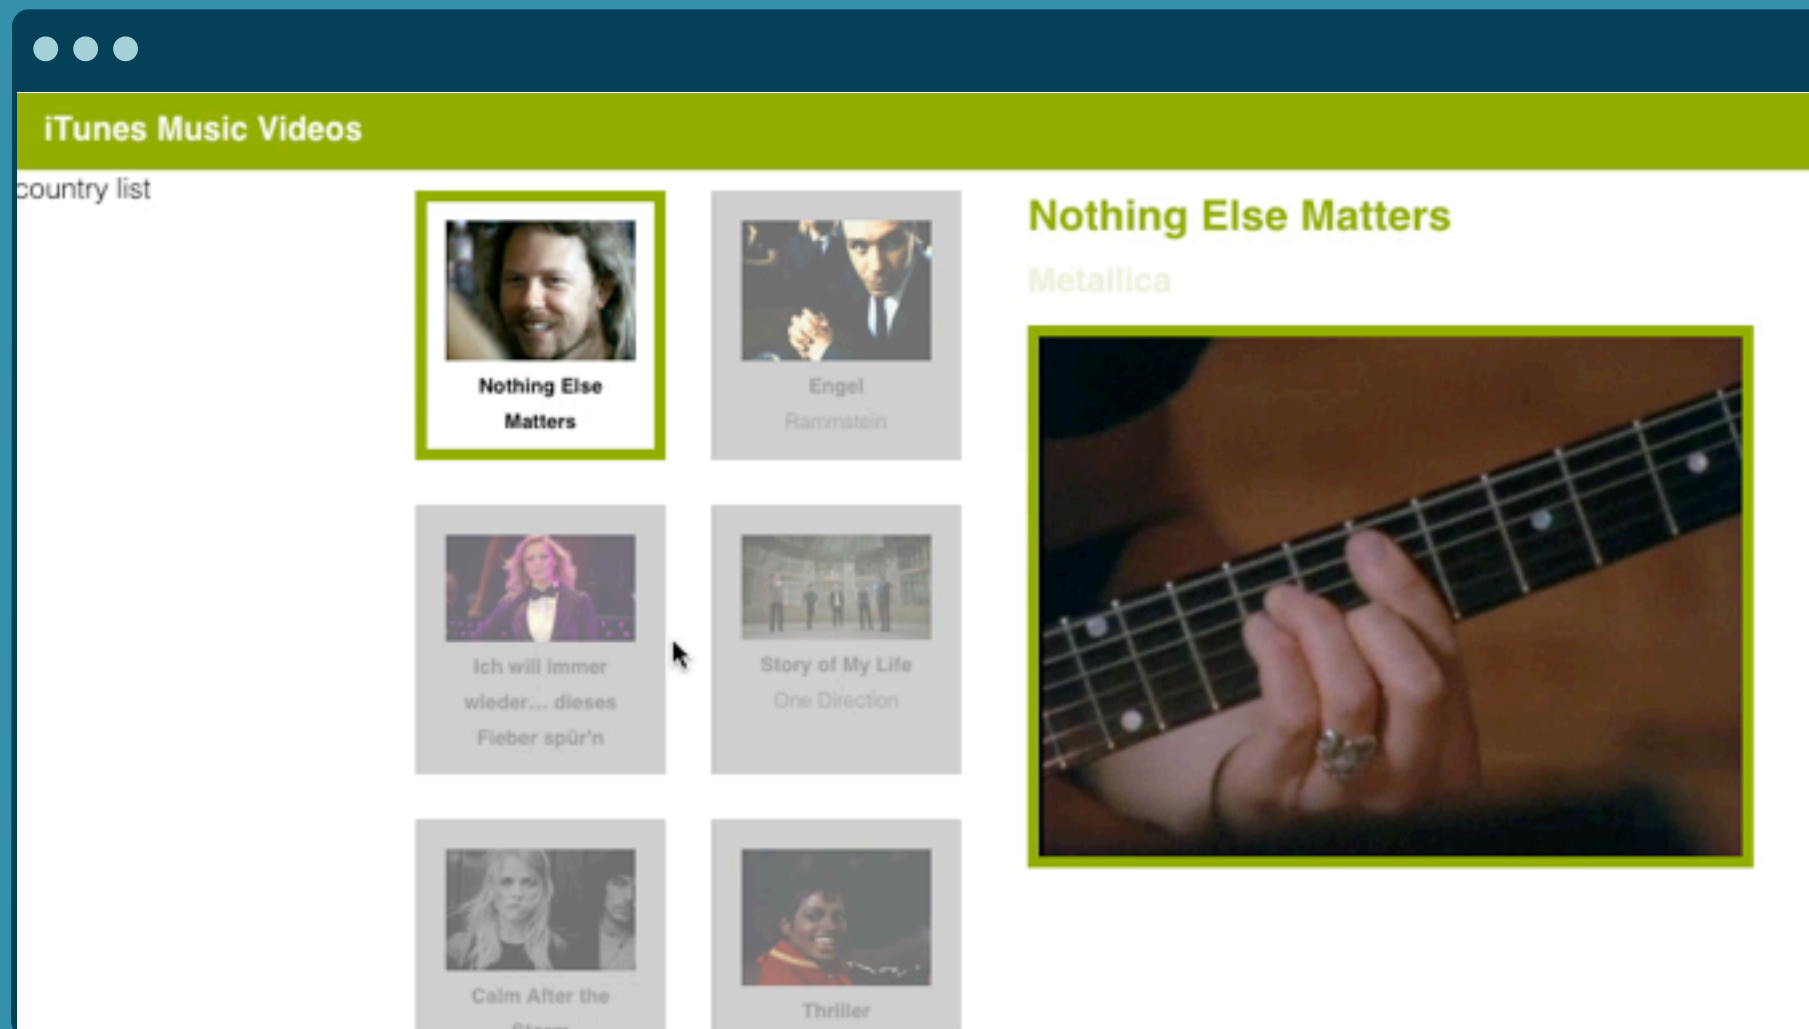 iTunes Music Videos
country list
Nothing Else
Matters
Engel
Rammstein
Ich will immer
wieder... dieses
Fieber spür'n
Story of My Life
One Direction
Calm After the
Storm
Thriller
Nothing Else Matters
Metallica